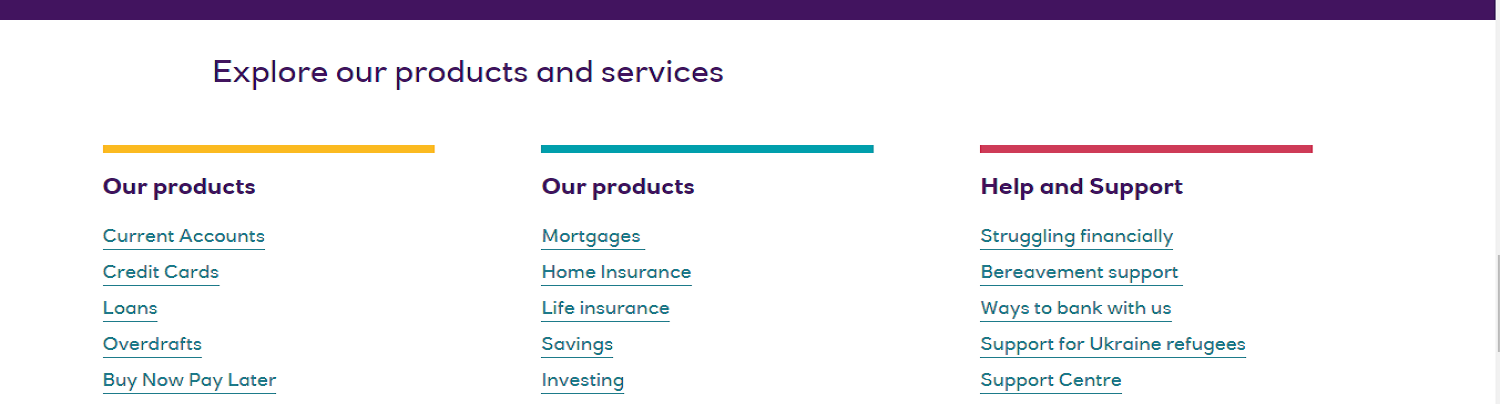 Explore our products and services
Our products
Current Accounts
Credit Cards
Loans
Overdrafts
Buy Now Pay Later
Our products
Mortgages
Home Insurance
Life insurance
Savings
Investing
Help and Support
Struggling financially
Bereavement support
Ways to bank with us
Support for Ukraine refugees
Support Centre